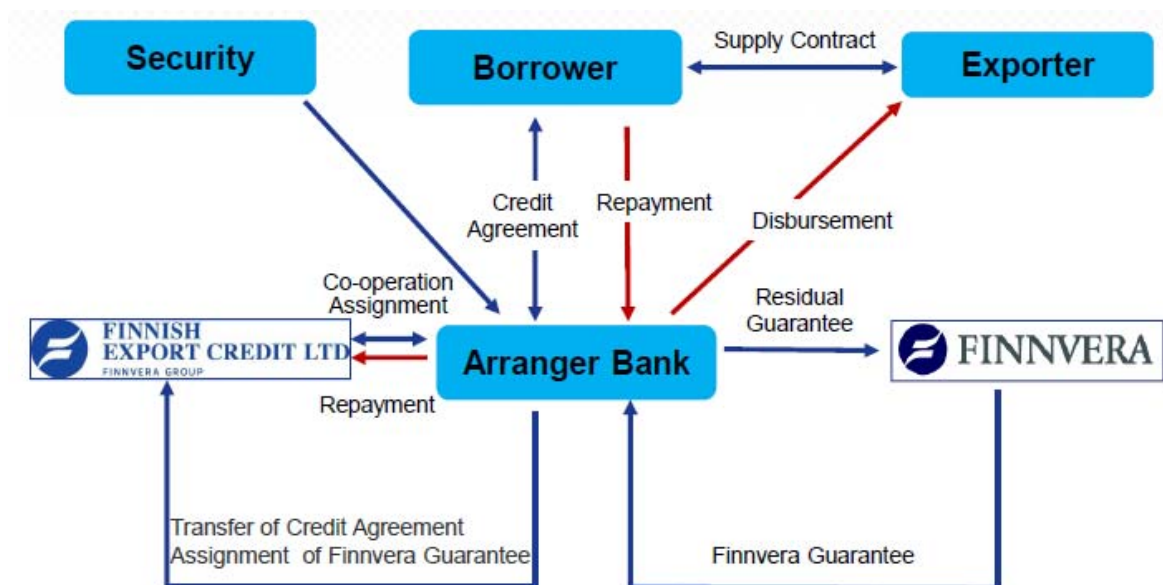 Security
Borrower
Supply Contract
Exporter
Credit
Agreement
Repayment
Disbursement
Co-operation
Assignment
Residual
Guarantee
FINNISH
EXPORT CREDIT LTD
FINNVERA GROUP
Arranger Bank
FINNVERA
Repayment
Transfer of Credit Agreement
Assignment of Finnvera Guarantee
Finnvera Guarantee